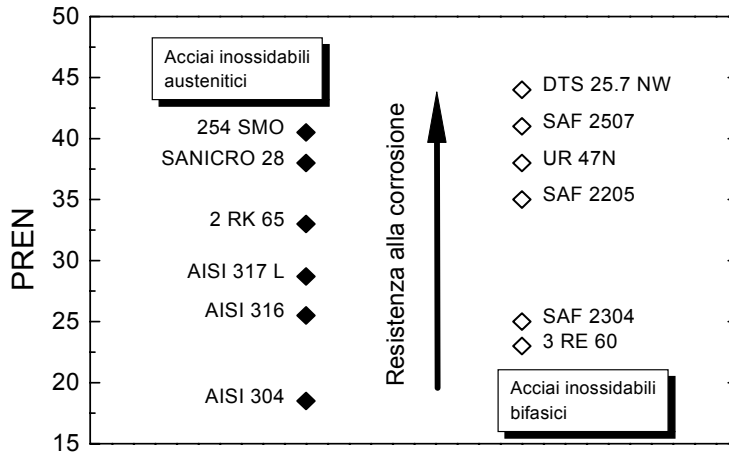 50
45
40
35
30
25
20
15
PREN
Acciai inossidabili
austenitici
254 SMO
SANICRO 28
2 RK 65
AISI 317 L
AISI 316
AISI 304
Resistenza alla corrosione
DTS 25.7 NW
SAF 2507
UR 47N
SAF 2205
SAF 2304
3 RE 60
Acciai inossidabili
bifasici